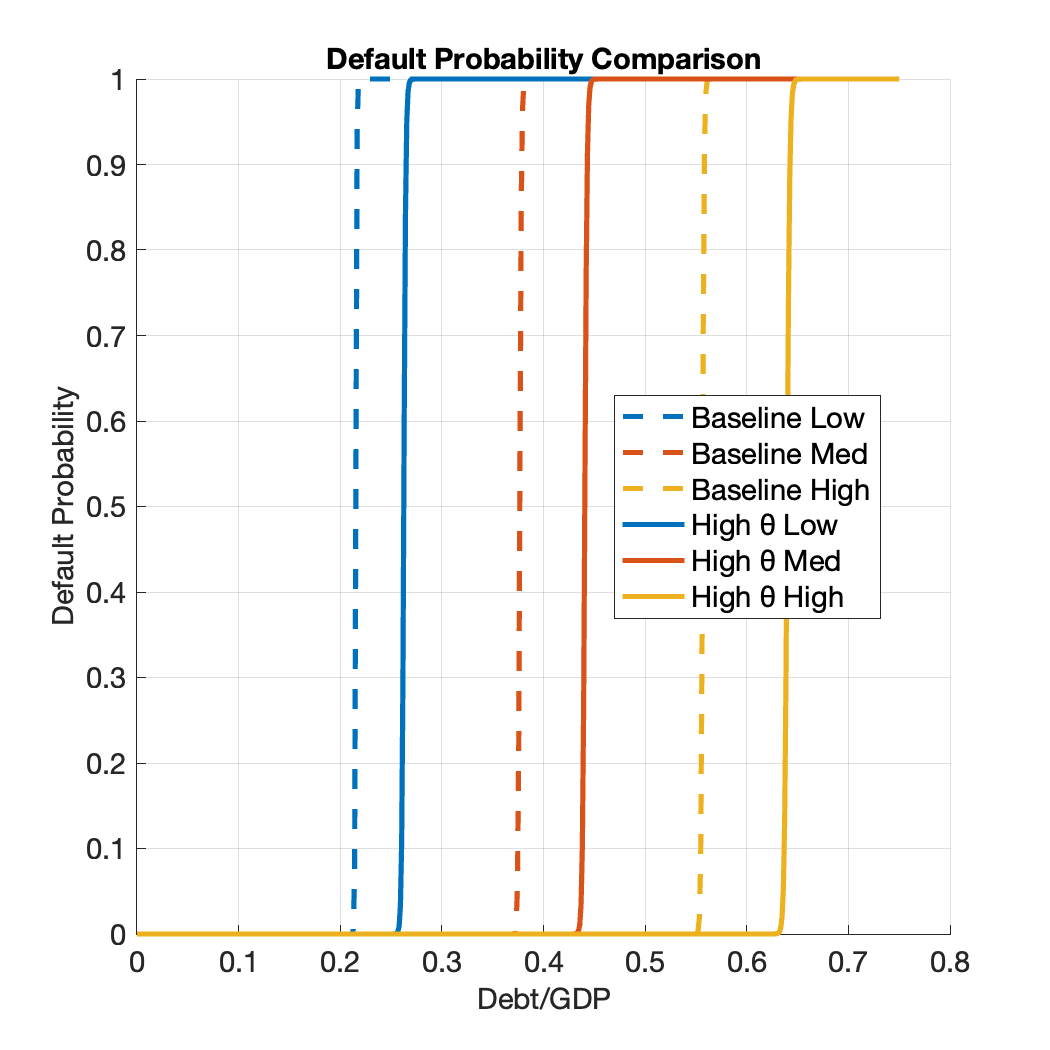 Default Probability Comparison
1
0.9
0.8
0.7
0.6
0.5
0.4
0.3
0.2
0.1
0
Default Probability
Baseline Low
Baseline Med
Baseline High
High θ Low
High θ Med
High θ High
0 0.1 0.2 0.3 0.4 0.5 0.6 0.7 0.8
Debt/GDP